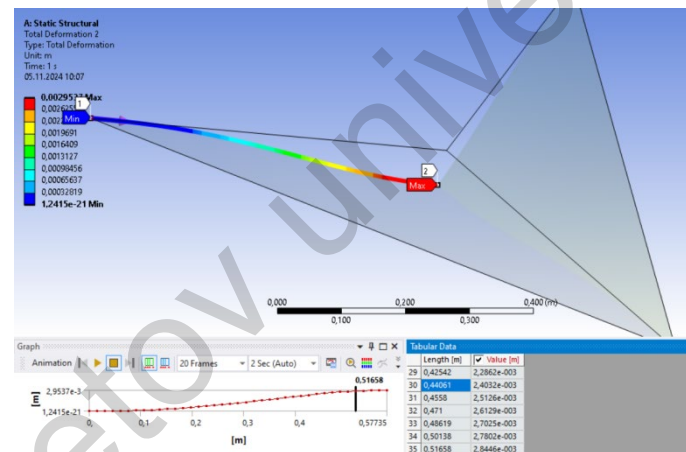 A: Static Structural
Total Deformation 2
Type: Total Deformation
Unit: m
Time: 1 s
05.11.2024 10:07
Max
1
Min
0,0019691
0,0016409
0,0013127
0,00098456
0,00065637
0,00032819
1,2415e-21 Min
2
Max
0,000
0,200
0,400 (m)
0,100
0,300
Graph
Animation
20 Frames
2 Sec (Auto)
0,51658
2,9537e-3
1,2415e-21
[m]
0,
0,1
0,2
0,3
0,4
0,57735
[m]
Tabular Data
Length [m]
Value [m]
29 0,42542 2,2862e-003
30 0,44061 2,4032e-003
31 0,4558 2,5126e-003
32 0,471 2,6129e-003
33 0,48619 2,7025e-003
34 0,50138 2,7802e-003
35 0,51658 2,8446e-003